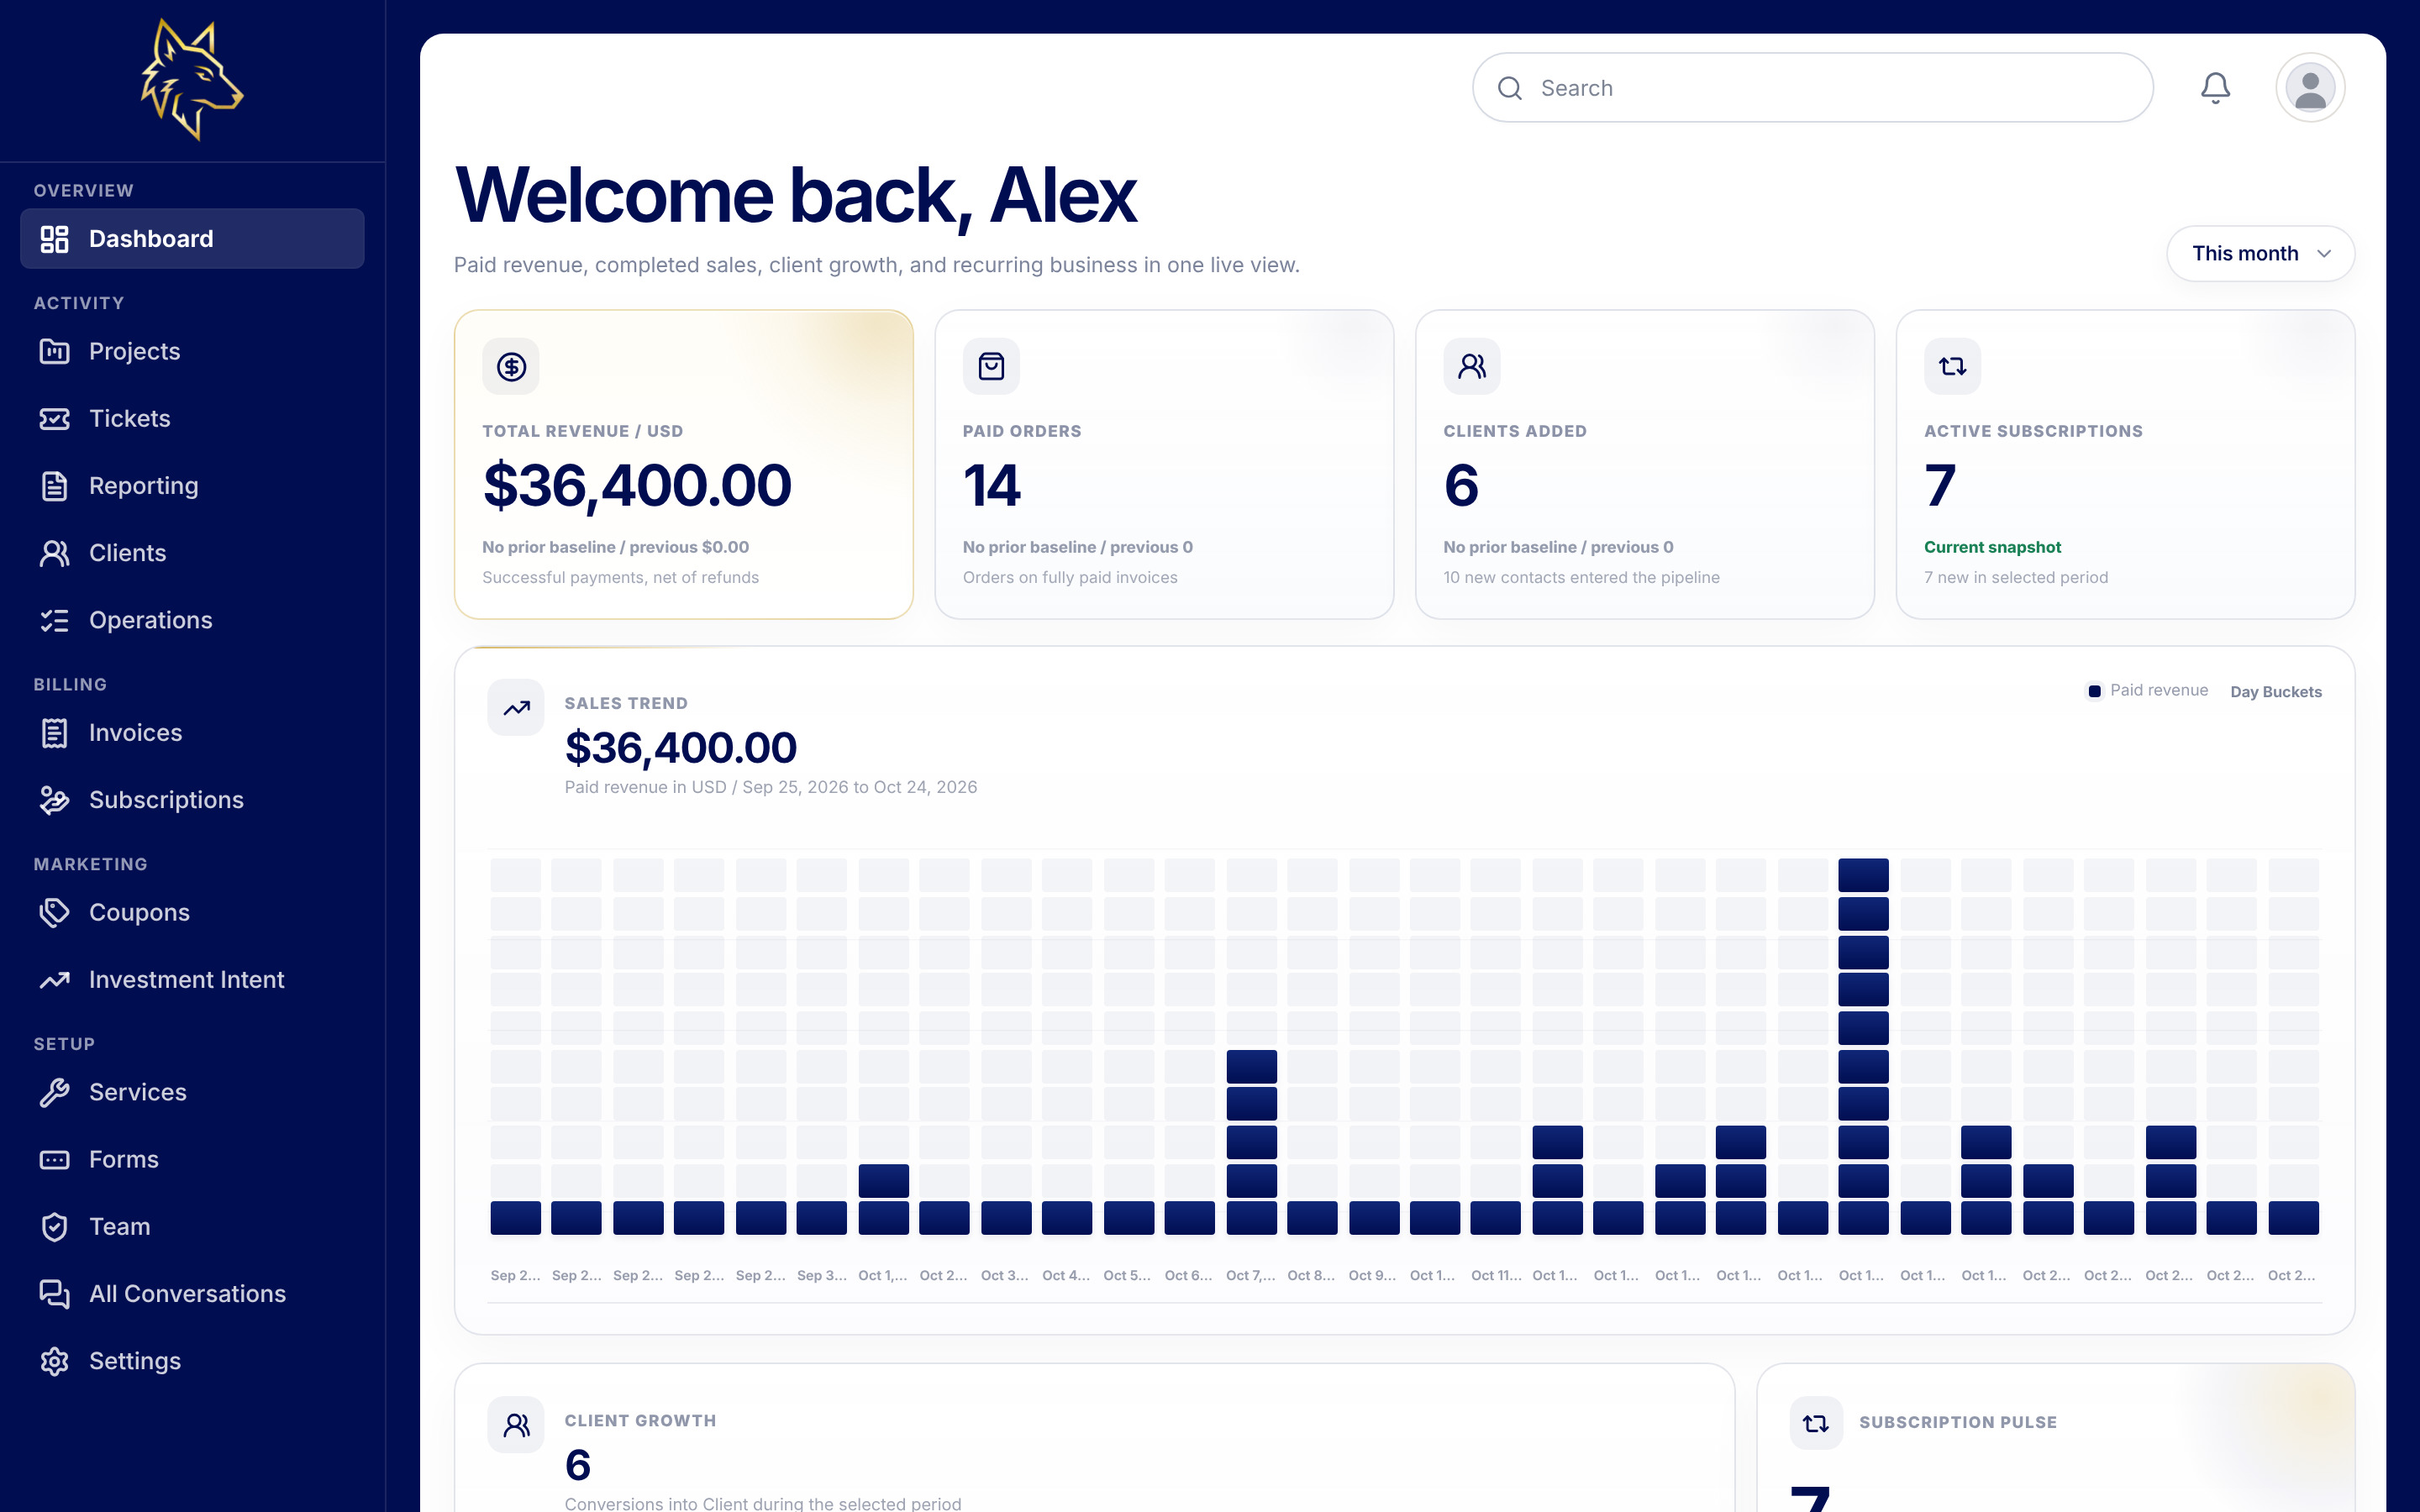 OVERVIEW
Dashboard
ACTIVITY
Projects
Tickets
Reporting
Clients
Operations
BILLING
Invoices
Subscriptions
MARKETING
Coupons
Investment Intent
SETUP
Services
Forms
Team
All Conversations
Settings
Search
Welcome back, Alex
Paid revenue, completed sales, client growth, and recurring business in one live view.
This month
TOTAL REVENUE / USD
$36,400.00
No prior baseline / previous $0.00
Successful payments, net of refunds
PAID ORDERS
14
No prior baseline / previous 0
Orders on fully paid invoices
CLIENTS ADDED
6
No prior baseline / previous 0
10 new contacts entered the pipeline
ACTIVE SUBSCRIPTIONS
7
Current snapshot
7 new in selected period
SALES TREND
$36,400.00
Paid revenue in USD / Sep 25, 2026 to Oct 24, 2026
Paid revenue Day Buckets
Sep 2... Sep 2... Sep 2... Sep 2... Sep 2... Sep 3... Oct 1,... Oct 2... Oct 3... Oct 4... Oct 5... Oct 6... Oct 7,... Oct 8... Oct 9... Oct 1... Oct 11... Oct 1... Oct 1... Oct 1... Oct 1... Oct 1... Oct 1... Oct 1... Oct 1... Oct 2... Oct 2... Oct 2... Oct 2... Oct 2...
CLIENT GROWTH
6
Conversions into Client during the selected period
SUBSCRIPTION PULSE
7